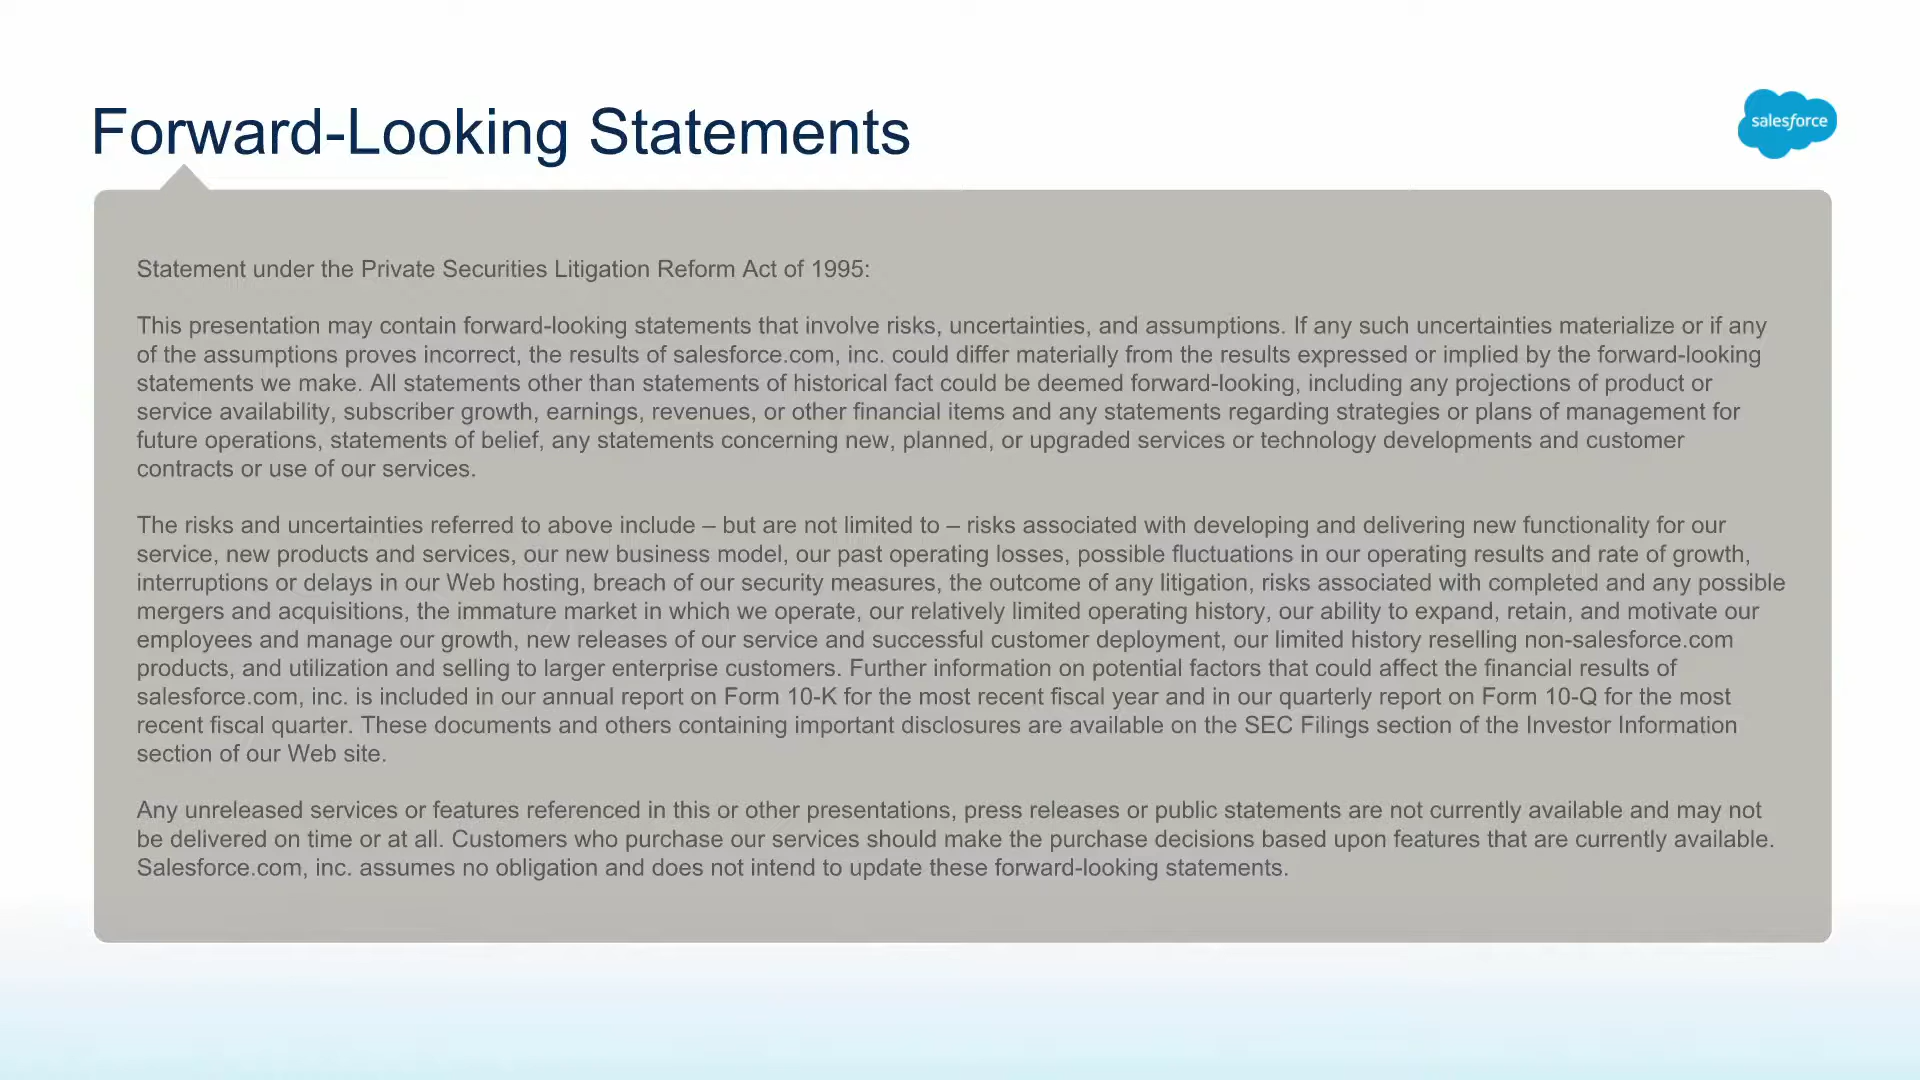 Forward-Looking Statements
salesforce
Statement under the Private Securities Litigation Reform Act of 1995:
This presentation may contain forward-looking statements that involve risks, uncertainties, and assumptions. If any such uncertainties materialize or if any
of the assumptions proves incorrect, the results of salesforce.com, inc. could differ materially from the results expressed or implied by the forward-looking
statements we make. All statements other than statements of historical fact could be deemed forward-looking, including any projections of product or
service availability, subscriber growth, earnings, revenues, or other financial items and any statements regarding strategies or plans of management for
future operations, statements of belief, any statements concerning new, planned, or upgraded services or technology developments and customer
contracts or use of our services.
The risks and uncertainties referred to above include – but are not limited to – risks associated with developing and delivering new functionality for our
service, new products and services, our new business model, our past operating losses, possible fluctuations in our operating results and rate of growth,
interruptions or delays in our Web hosting, breach of our security measures, the outcome of any litigation, risks associated with completed and any possible
mergers and acquisitions, the immature market in which we operate, our relatively limited operating history, our ability to expand, retain, and motivate our
employees and manage our growth, new releases of our service and successful customer deployment, our limited history reselling non-salesforce.com
products, and utilization and selling to larger enterprise customers. Further information on potential factors that could affect the financial results of
salesforce.com, inc. is included in our annual report on Form 10-K for the most recent fiscal year and in our quarterly report on Form 10-Q for the most
recent fiscal quarter. These documents and others containing important disclosures are available on the SEC Filings section of the Investor Information
section of our Web site.
Any unreleased services or features referenced in this or other presentations, press releases or public statements are not currently available and may not
be delivered on time or at all. Customers who purchase our services should make the purchase decisions based upon features that are currently available.
Salesforce.com, inc. assumes no obligation and does not intend to update these forward-looking statements.